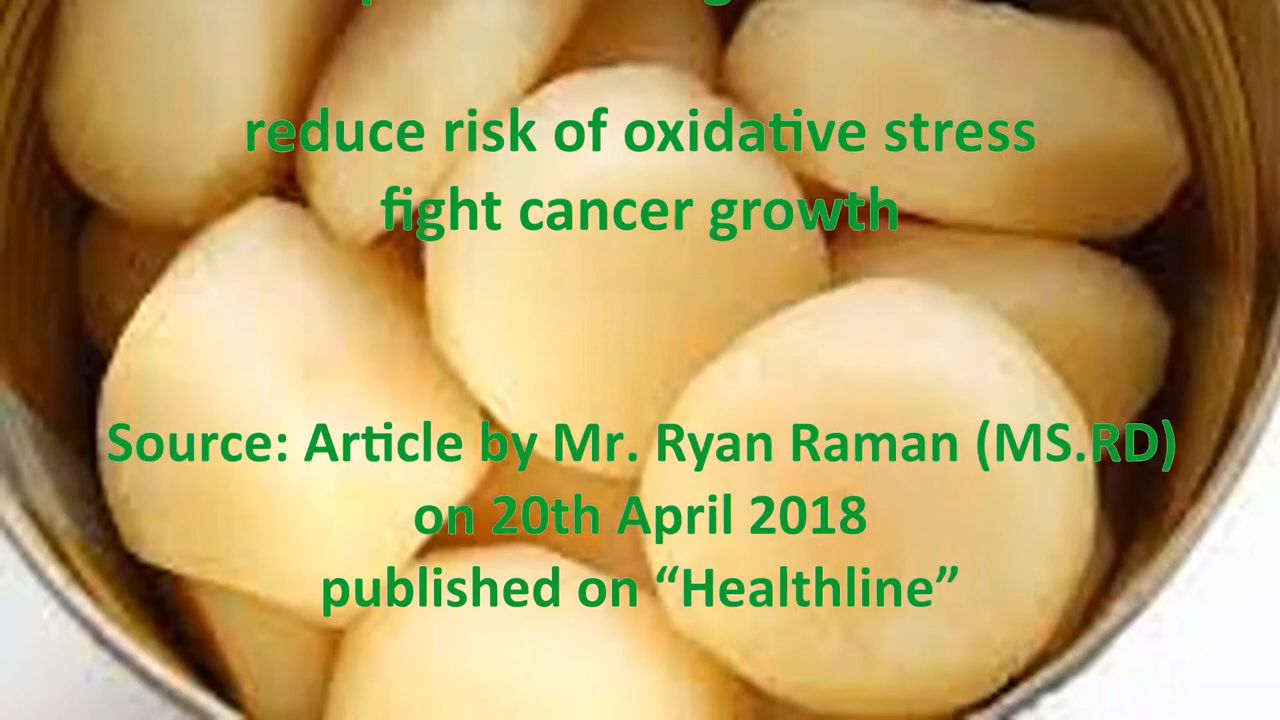 reduce risk of oxidative stress
fight cancer growth
Source: Article by Mr. Ryan Raman (MS.RD)
on 20th April 2018
published on “Healthline”